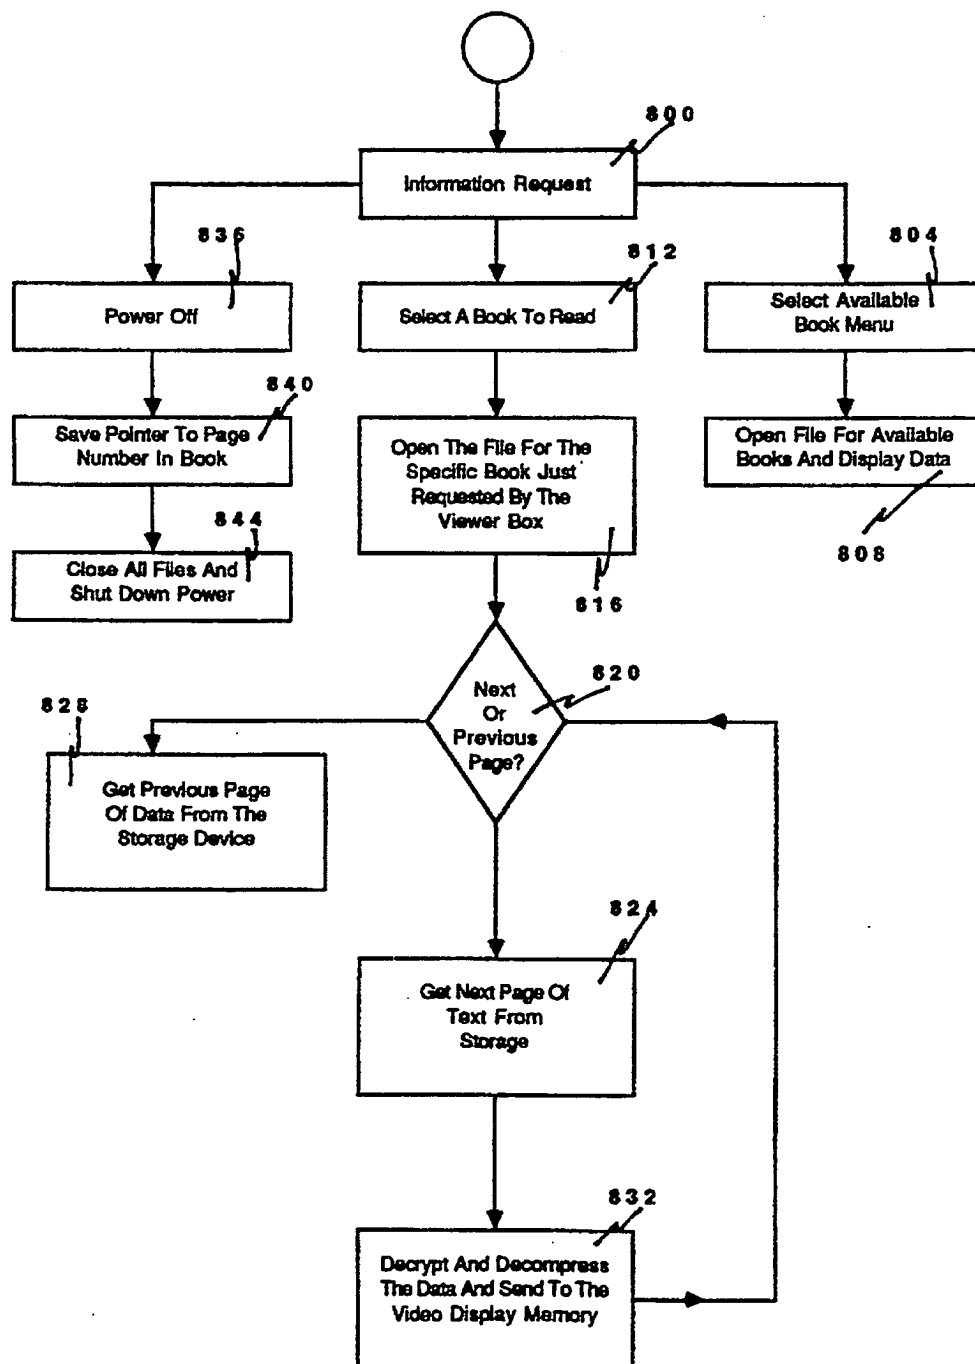 800
Information Request
836
812
804
Power Off
Select A Book To Read
Select Available
Book Menu
840
Save Pointer To Page
Number In Book
Open The File For The
Specific Book Just
Requested By The
Viewer Box
Open File For Available
Books And Display Data
844
808
Close All Files And
Shut Down Power
816
820
Next
Or
Previous
Page?
828
Get Previous Page
Of Data From The
Storage Device
824
Get Next Page Of
Text From
Storage
832
Decrypt And Decompress
The Data And Send To The
Video Display Memory